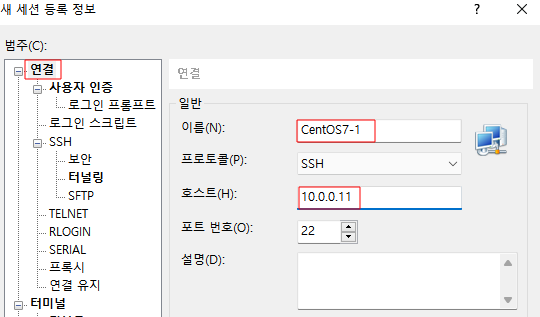 새 세션 등록 정보
?
범주(C):
연결
사용자 인증
로그인 프롬프트
로그인 스크립트
SSH
보안
터널링
SFTP
TELNET
RLOGIN
SERIAL
프록시
연결 유지
터미널
연결
일반
이름(N):
CentOS7-1
프로토콜(P):
SSH
호스트(H):
10.0.0.11
포트 번호(O):
22
설명(D):